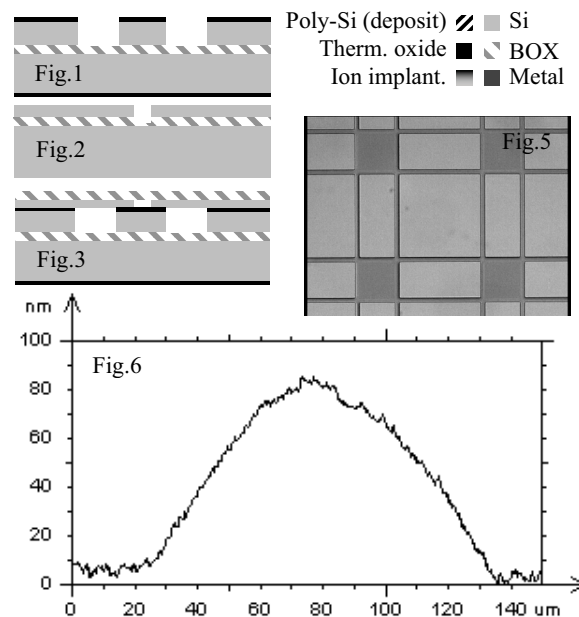 Poly-Si (deposit) Si
Therm. oxide BOX
Ion implant. Metal
Fig.1
Fig.2
Fig.3
Fig.5
nm
100
Fig.6
80
60
40
20
0
0 20 40 60 80 100 120 140 um